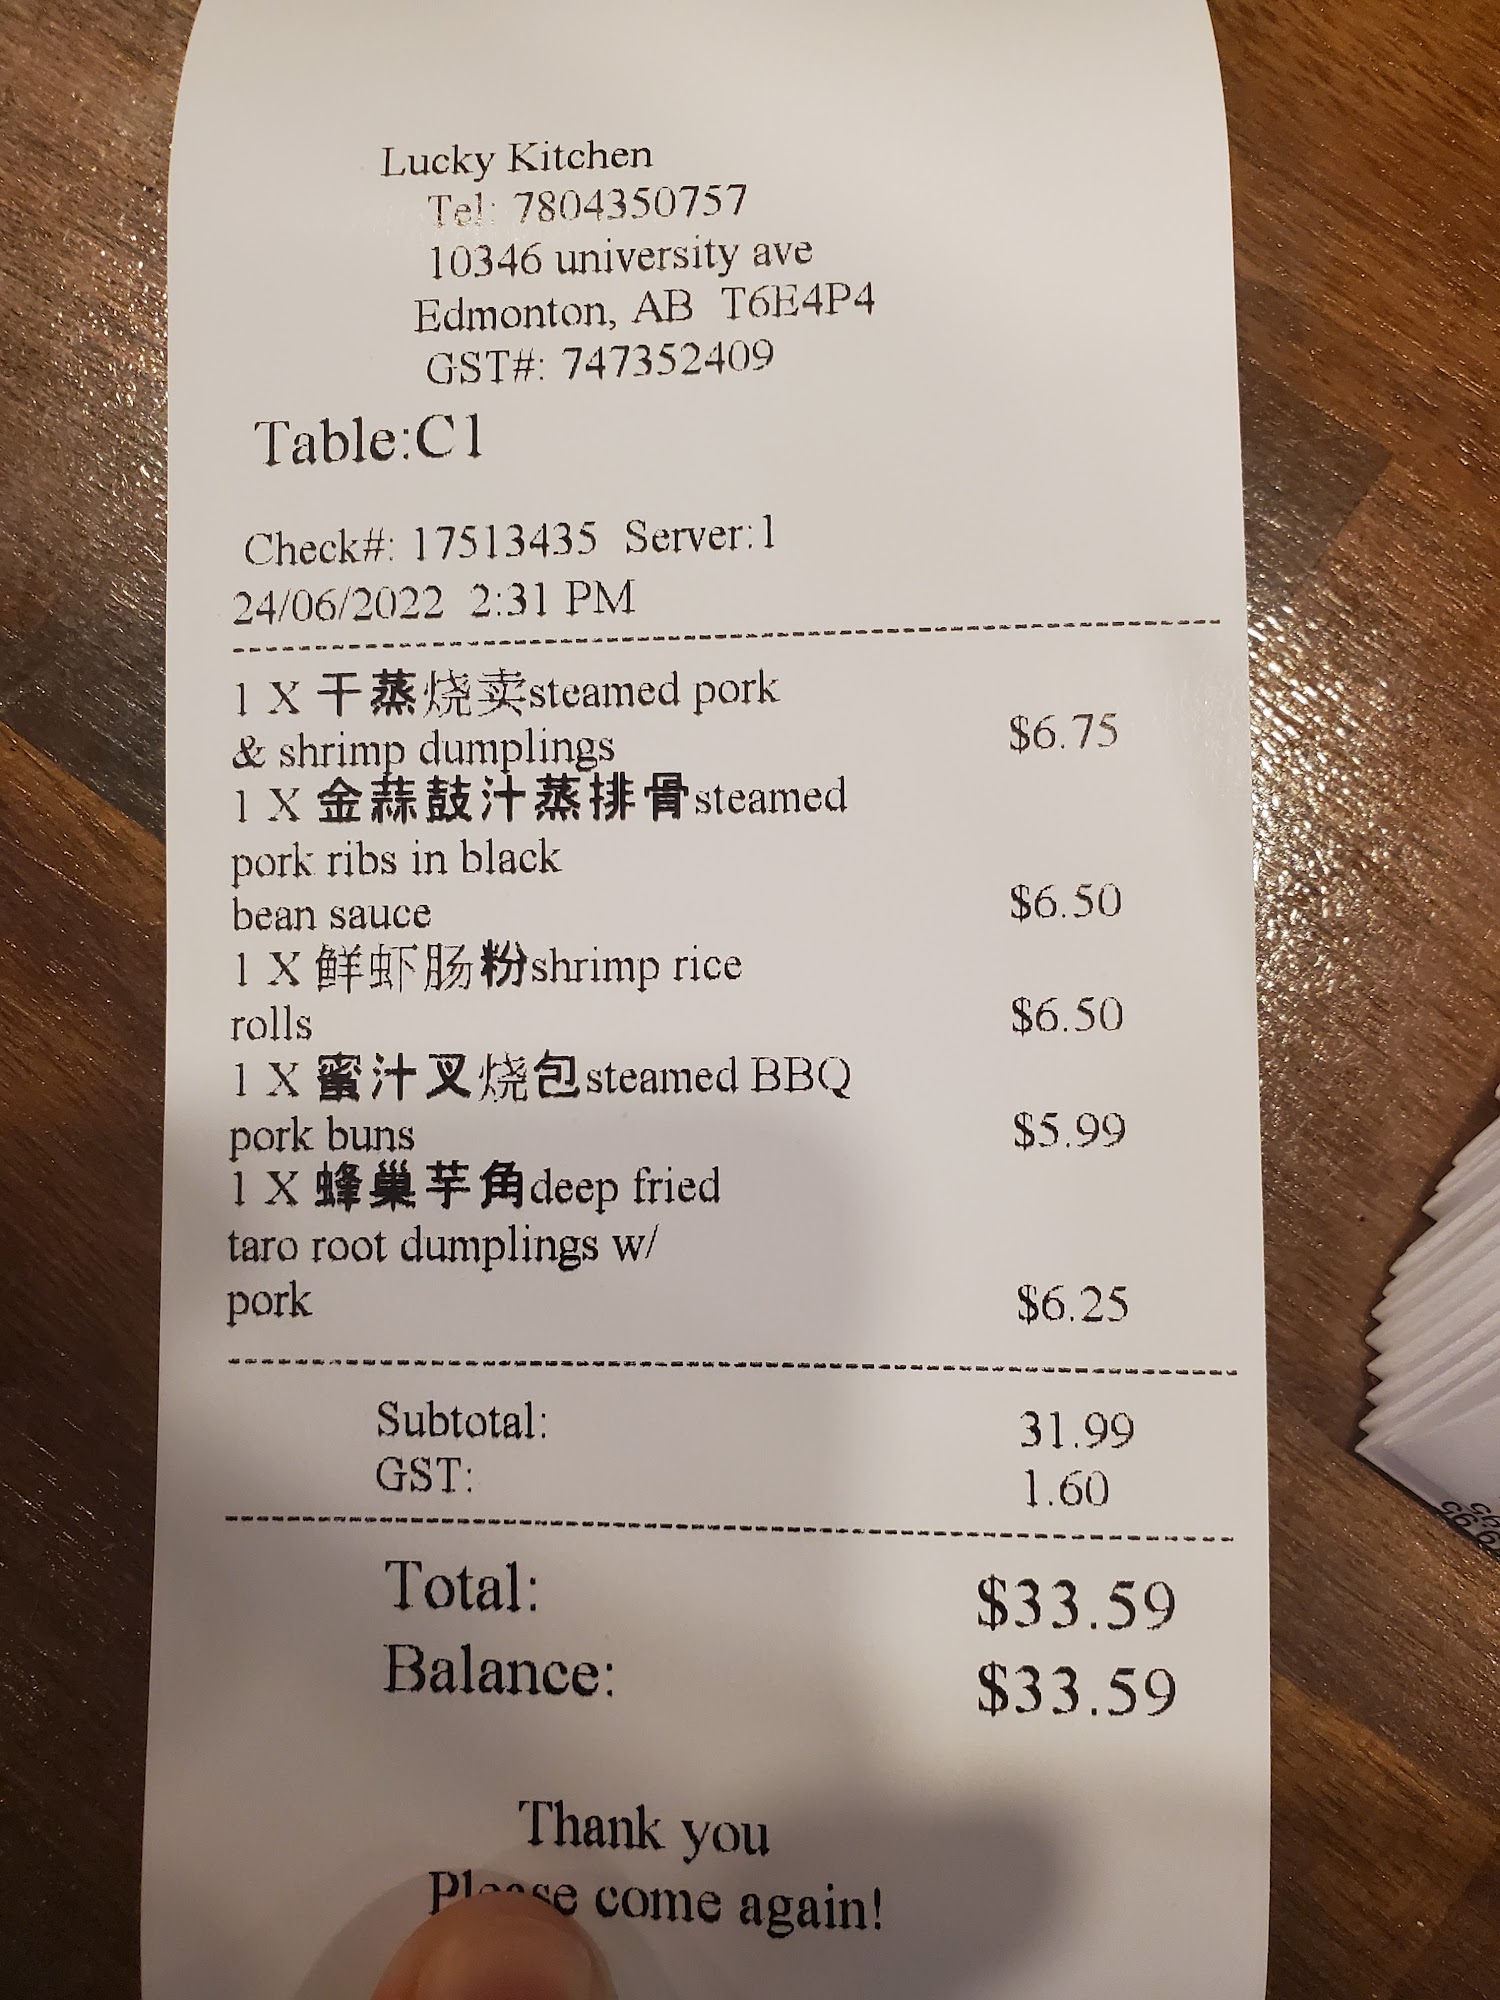 Lucky Kitchen
Tel: 7804350757
10346 university ave
Edmonton, AB T6E4P4
GST#: 747352409
Table:C1
Check#: 17513435 Server:1
24/06/2022 2:31 PM
1 X 干蒸烧卖steamed pork
& shrimp dumplings $6.75
1 X 金蒜鼓汁蒸排骨steamed
pork ribs in black
bean sauce $6.50
1 X 鲜虾肠粉shrimp rice
rolls $6.50
1 X 蜜汁叉烧包steamed BBQ
pork buns $5.99
1 X 蜂巢芋角deep fried
taro root dumplings w/
pork $6.25
Subtotal: 31.99
GST: 1.60
Total: $33.59
Balance: $33.59
Thank you
Please come again!